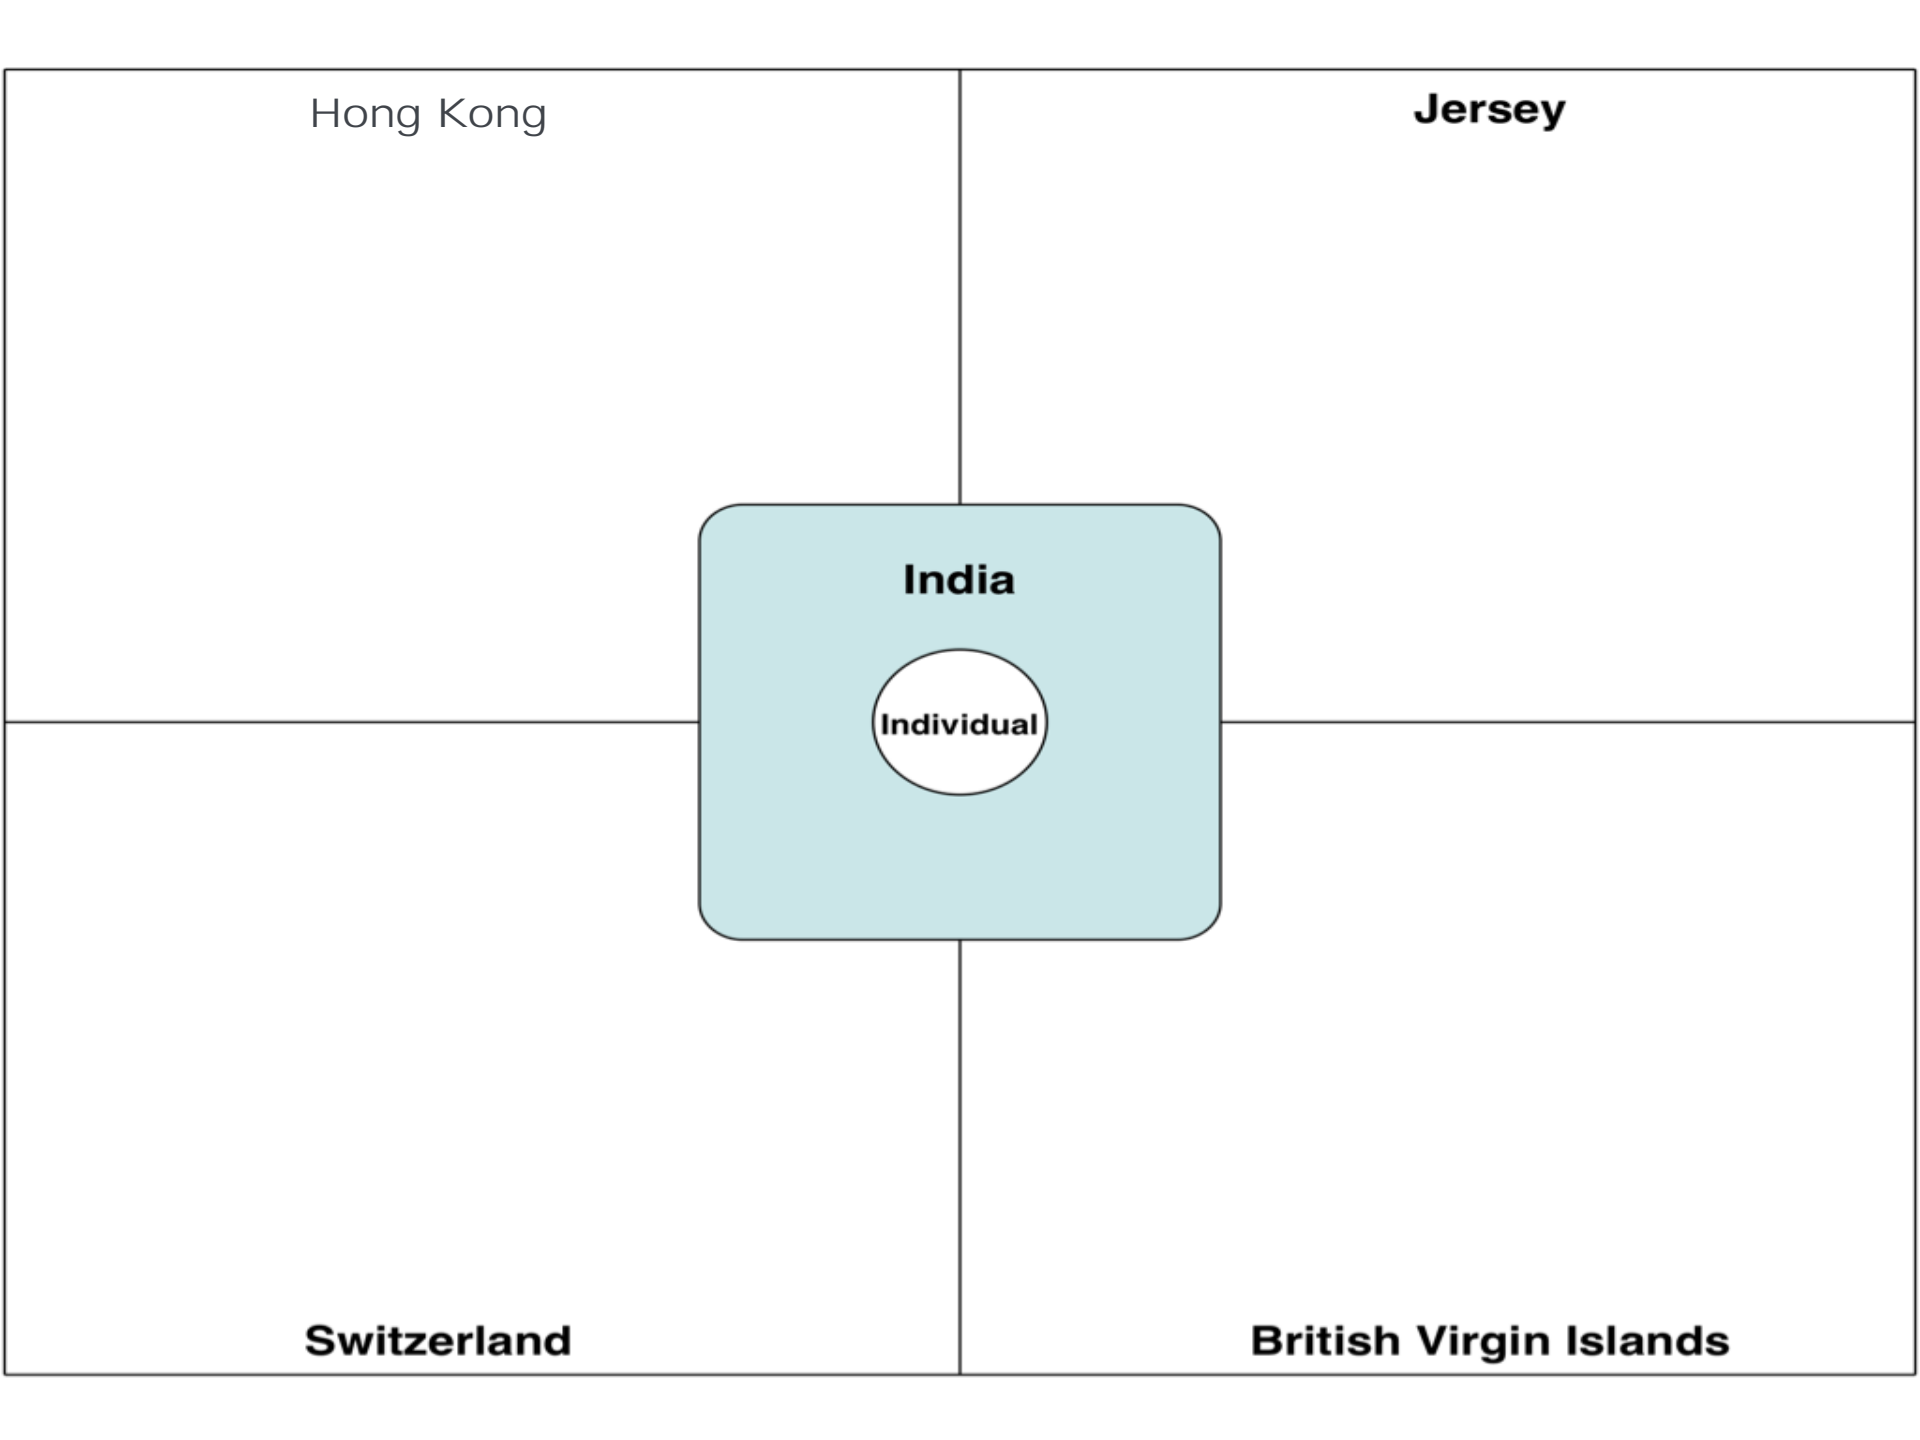 Hong Kong
Jersey
India
Individual
Switzerland
British Virgin Islands